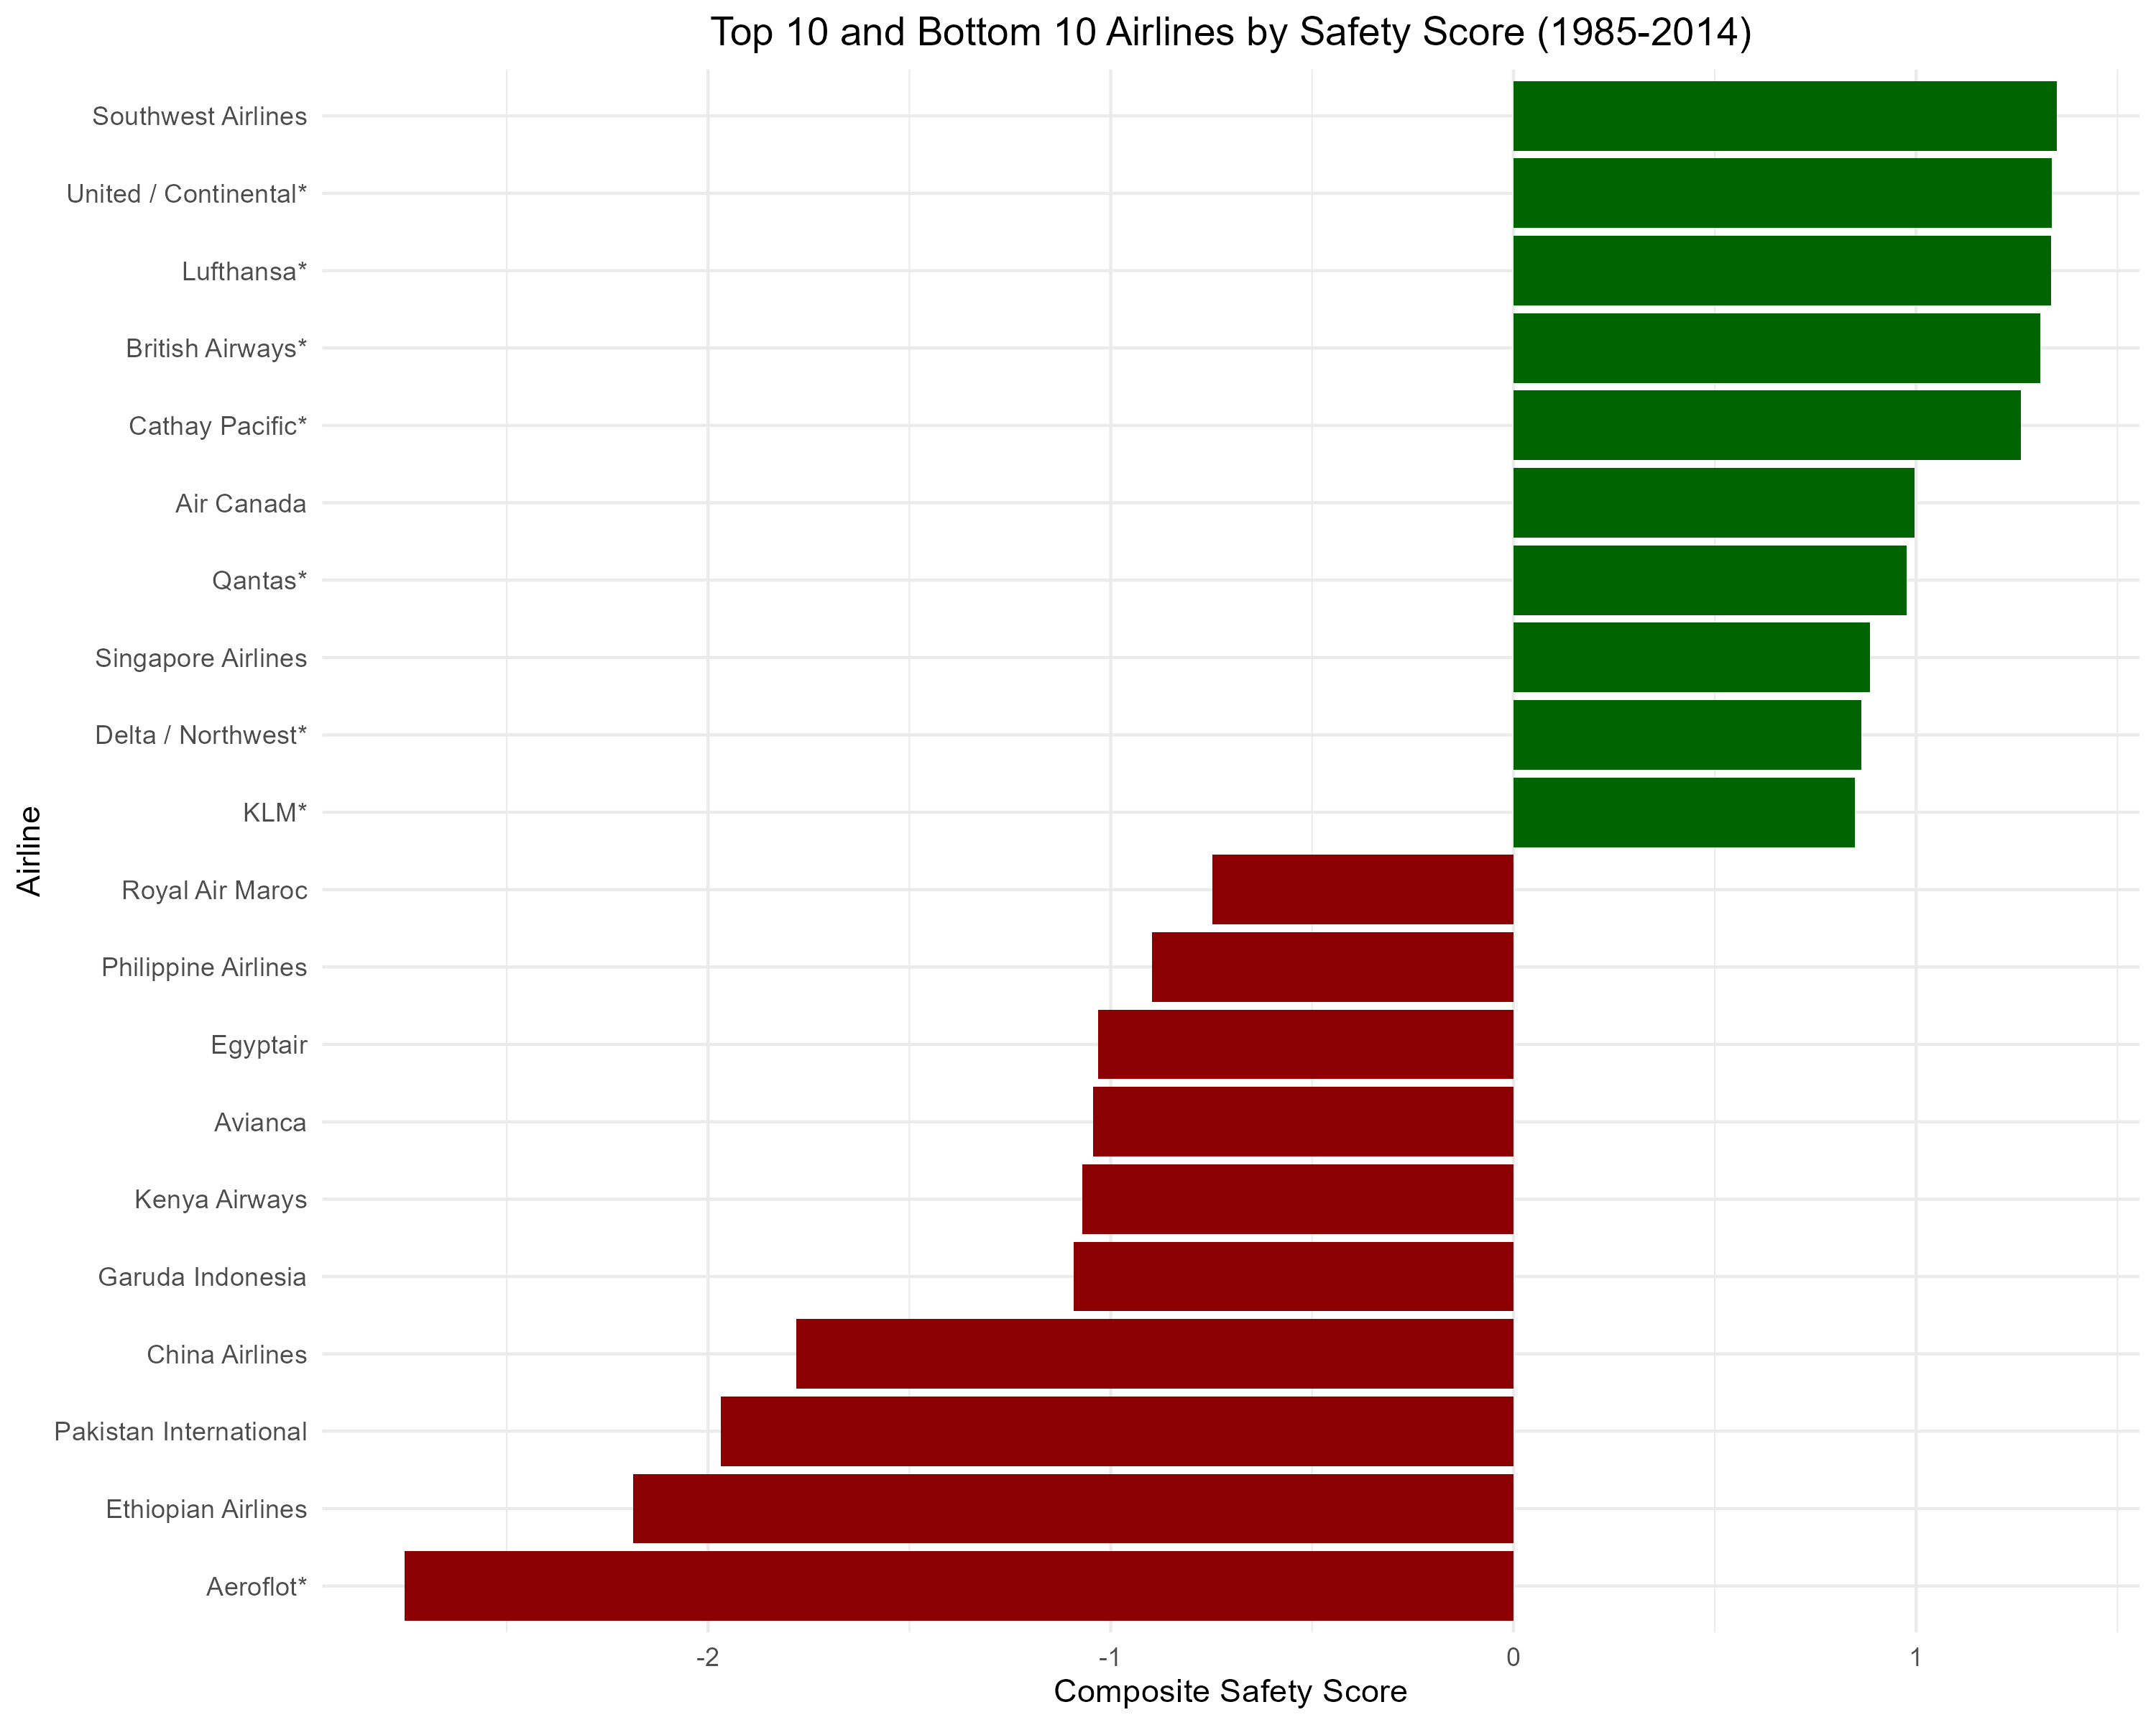 Top 10 and Bottom 10 Airlines by Safety Score (1985-2014)
Airline
Southwest Airlines
United / Continental*
Lufthansa*
British Airways*
Cathay Pacific*
Air Canada
Qantas*
Singapore Airlines
Delta / Northwest*
KLM*
Royal Air Maroc
Philippine Airlines
Egyptair
Avianca
Kenya Airways
Garuda Indonesia
China Airlines
Pakistan International
Ethiopian Airlines
Aeroflot*
-2 -1 0 1
Composite Safety Score